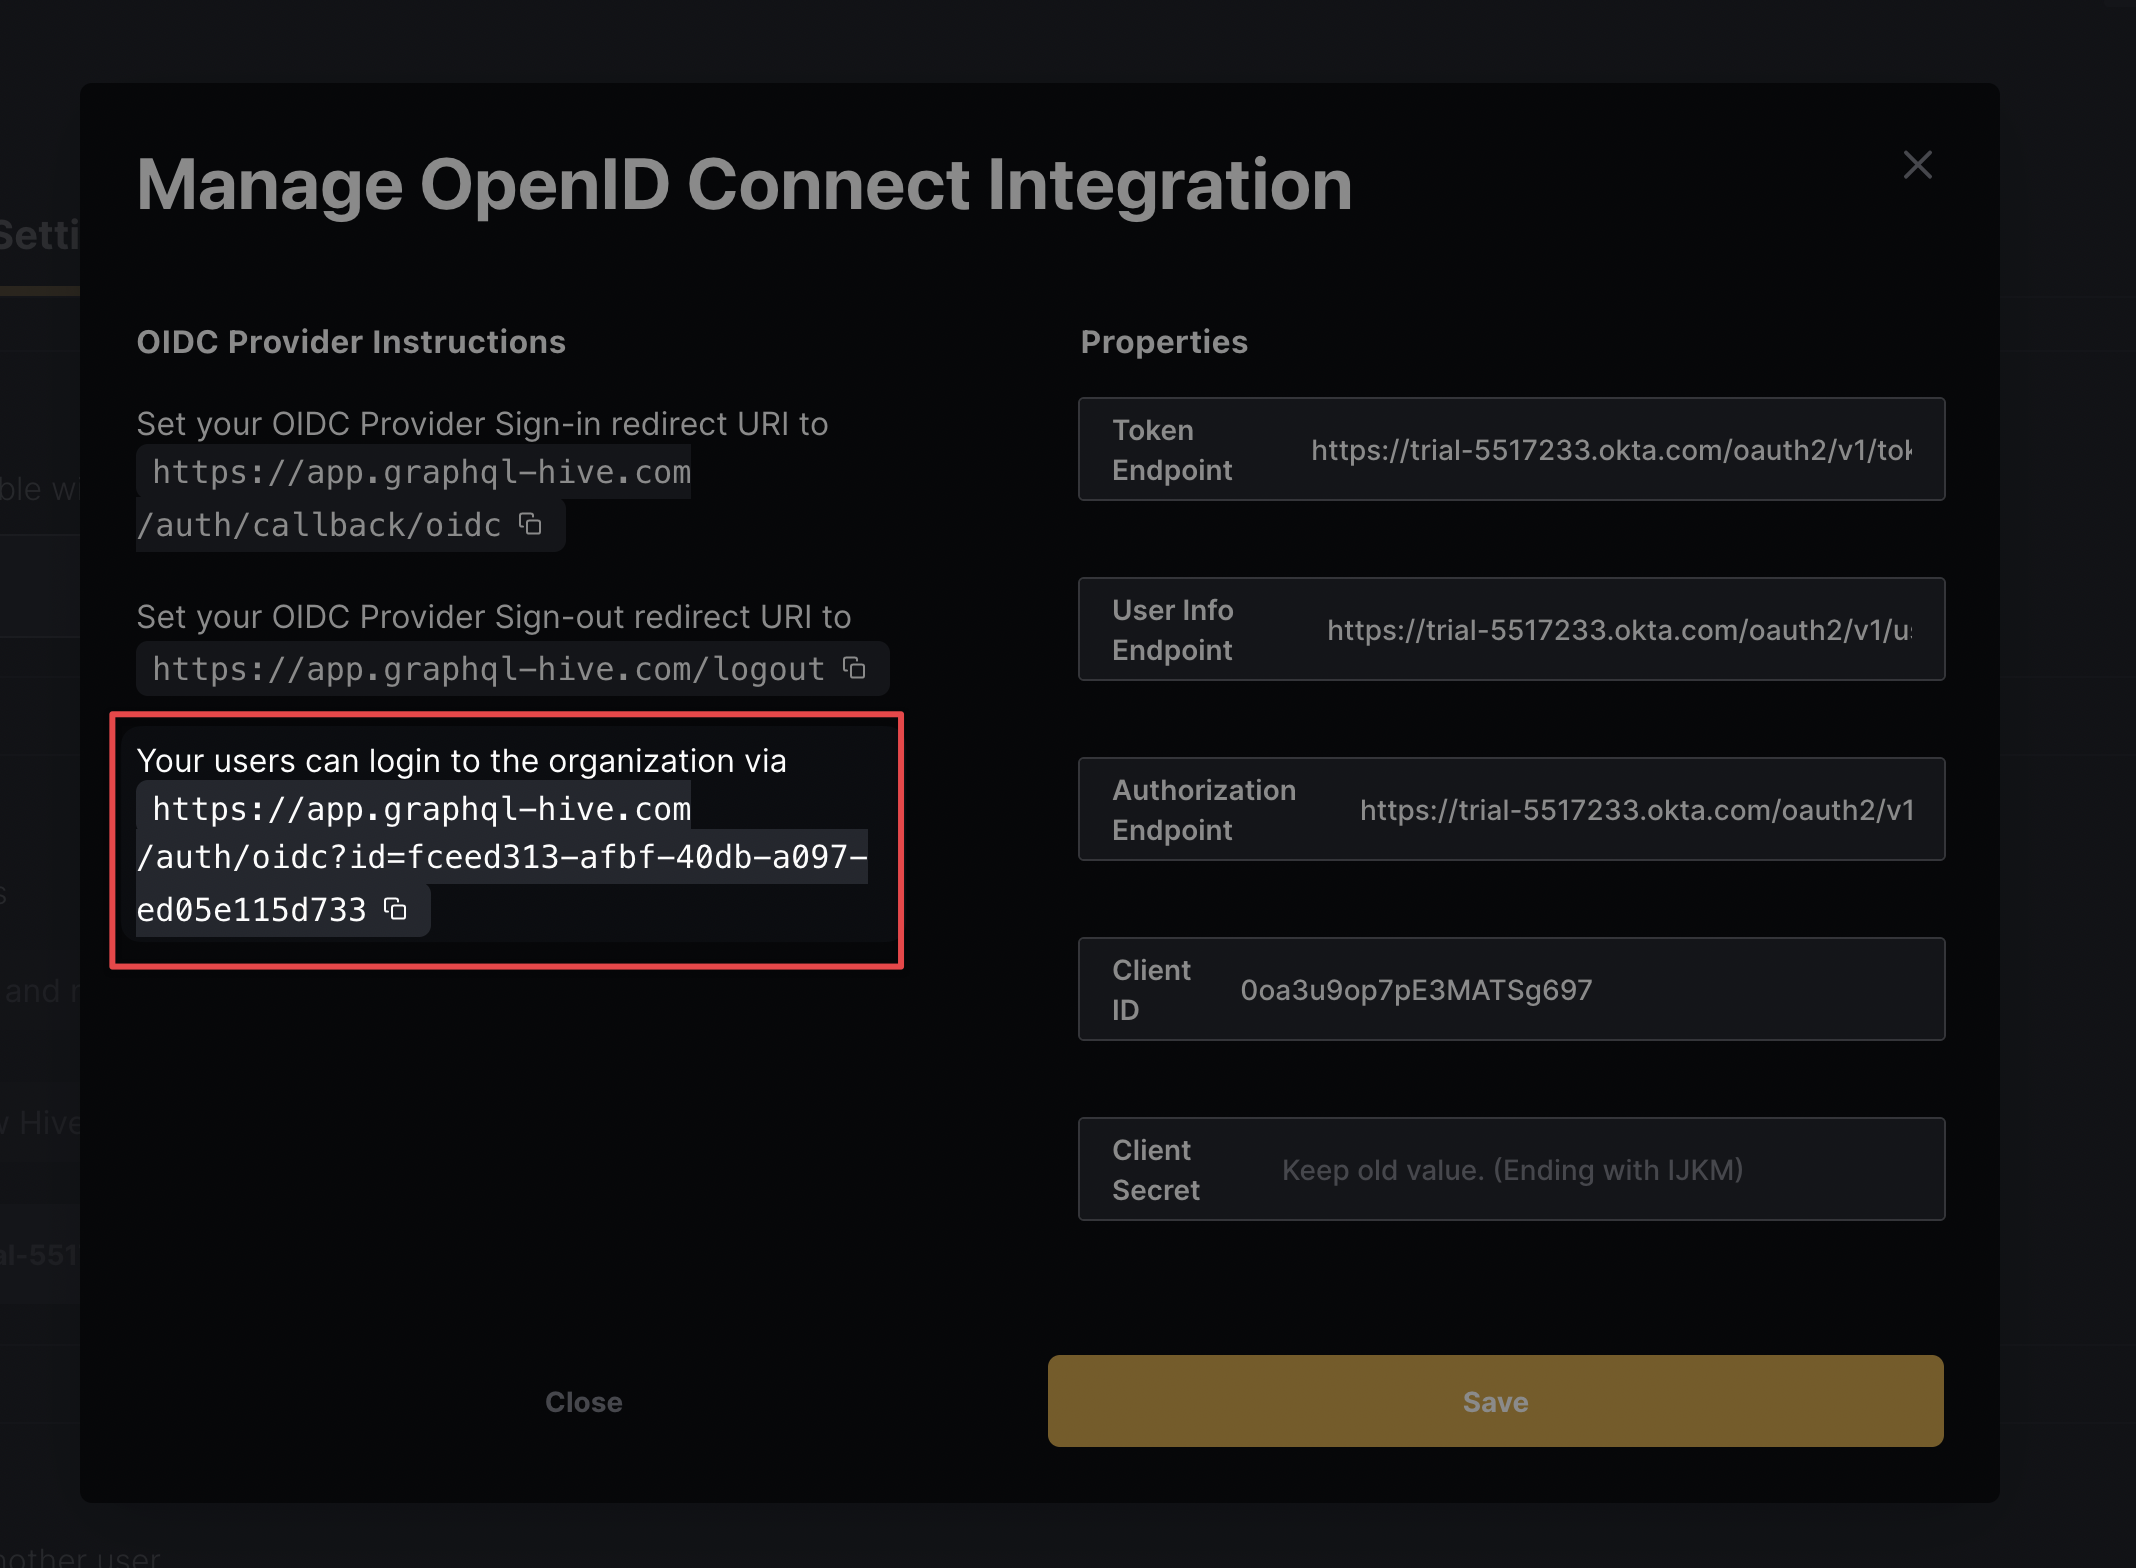 Manage OpenID Connect Integration
OIDC Provider Instructions
Set your OIDC Provider Sign-in redirect URI to
https://app.graphql-hive.com
/auth/callback/oidc
Set your OIDC Provider Sign-out redirect URI to
https://app.graphql-hive.com/logout
Your users can login to the organization via
https://app.graphql-hive.com
/auth/oidc?id=fceed313-afbf-40db-a097-
ed05e115d733
Properties
Token
Endpoint
https://trial-5517233.okta.com/oauth2/v1/tok
User Info
Endpoint
https://trial-5517233.okta.com/oauth2/v1/us
Authorization
Endpoint
https://trial-5517233.okta.com/oauth2/v1
Client
ID
0oa3u9op7pE3MATSg697
Client
Secret
Keep old value. (Ending with IJKM)
Close
Save
Setti
ble wi
and r
Hive
al-551
nother user